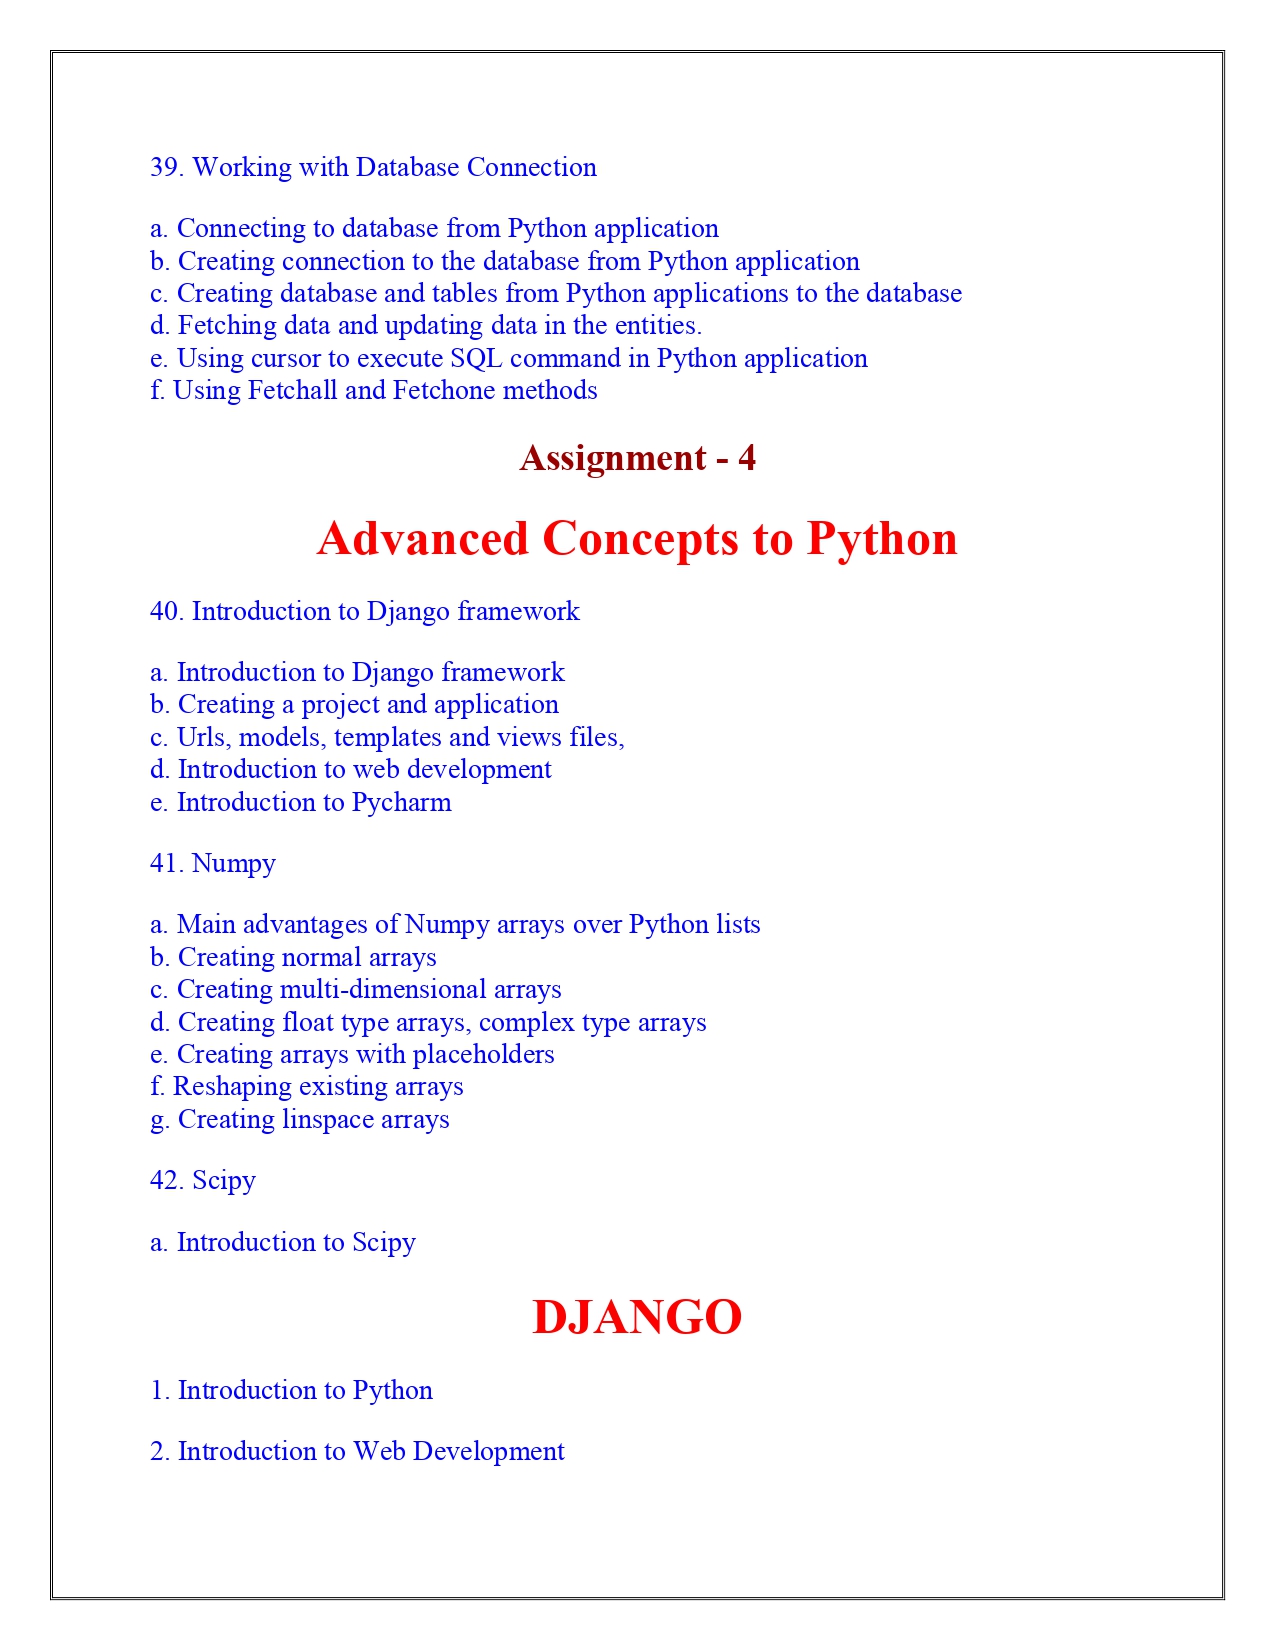 39. Working with Database Connection
a. Connecting to database from Python application
b. Creating connection to the database from Python application
c. Creating database and tables from Python applications to the database
d. Fetching data and updating data in the entities.
e. Using cursor to execute SQL command in Python application
f. Using Fetchall and Fetchone methods
Assignment - 4
Advanced Concepts to Python
40. Introduction to Django framework
a. Introduction to Django framework
b. Creating a project and application
c. Urls, models, templates and views files,
d. Introduction to web development
e. Introduction to Pycharm
41. Numpy
a. Main advantages of Numpy arrays over Python lists
b. Creating normal arrays
c. Creating multi-dimensional arrays
d. Creating float type arrays, complex type arrays
e. Creating arrays with placeholders
f. Reshaping existing arrays
g. Creating linspace arrays
42. Scipy
a. Introduction to Scipy
DJANGO
1. Introduction to Python
2. Introduction to Web Development